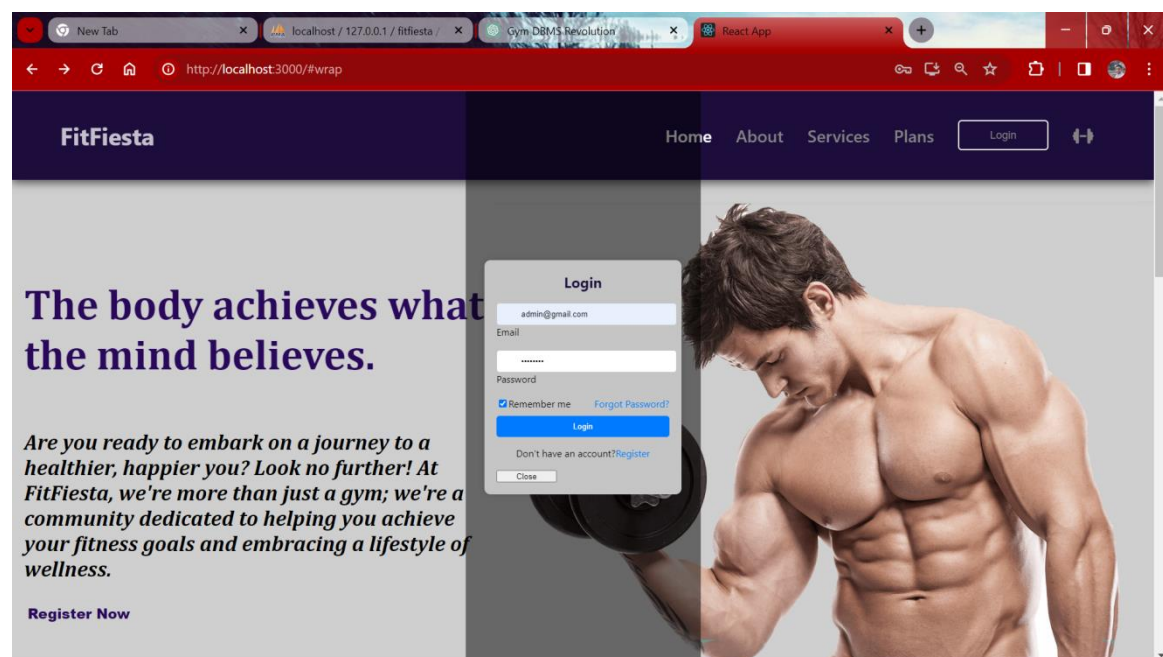 New Tab
localhost / 127.0.0.1 / fitfiesta /
Gym DBMS Revolution
React App
http://localhost:3000/#wrap
FitFiesta
Home About Services Plans Login
The body achieves what
the mind believes.
Are you ready to embark on a journey to a
healthier, happier you? Look no further! At
FitFiesta, we're more than just a gym; we're a
community dedicated to helping you achieve
your fitness goals and embracing a lifestyle of
wellness.
Register Now
Login
admin@gmail.com
Email
Password
Remember me Forgot Password?
Login
Don't have an account?Register
Close